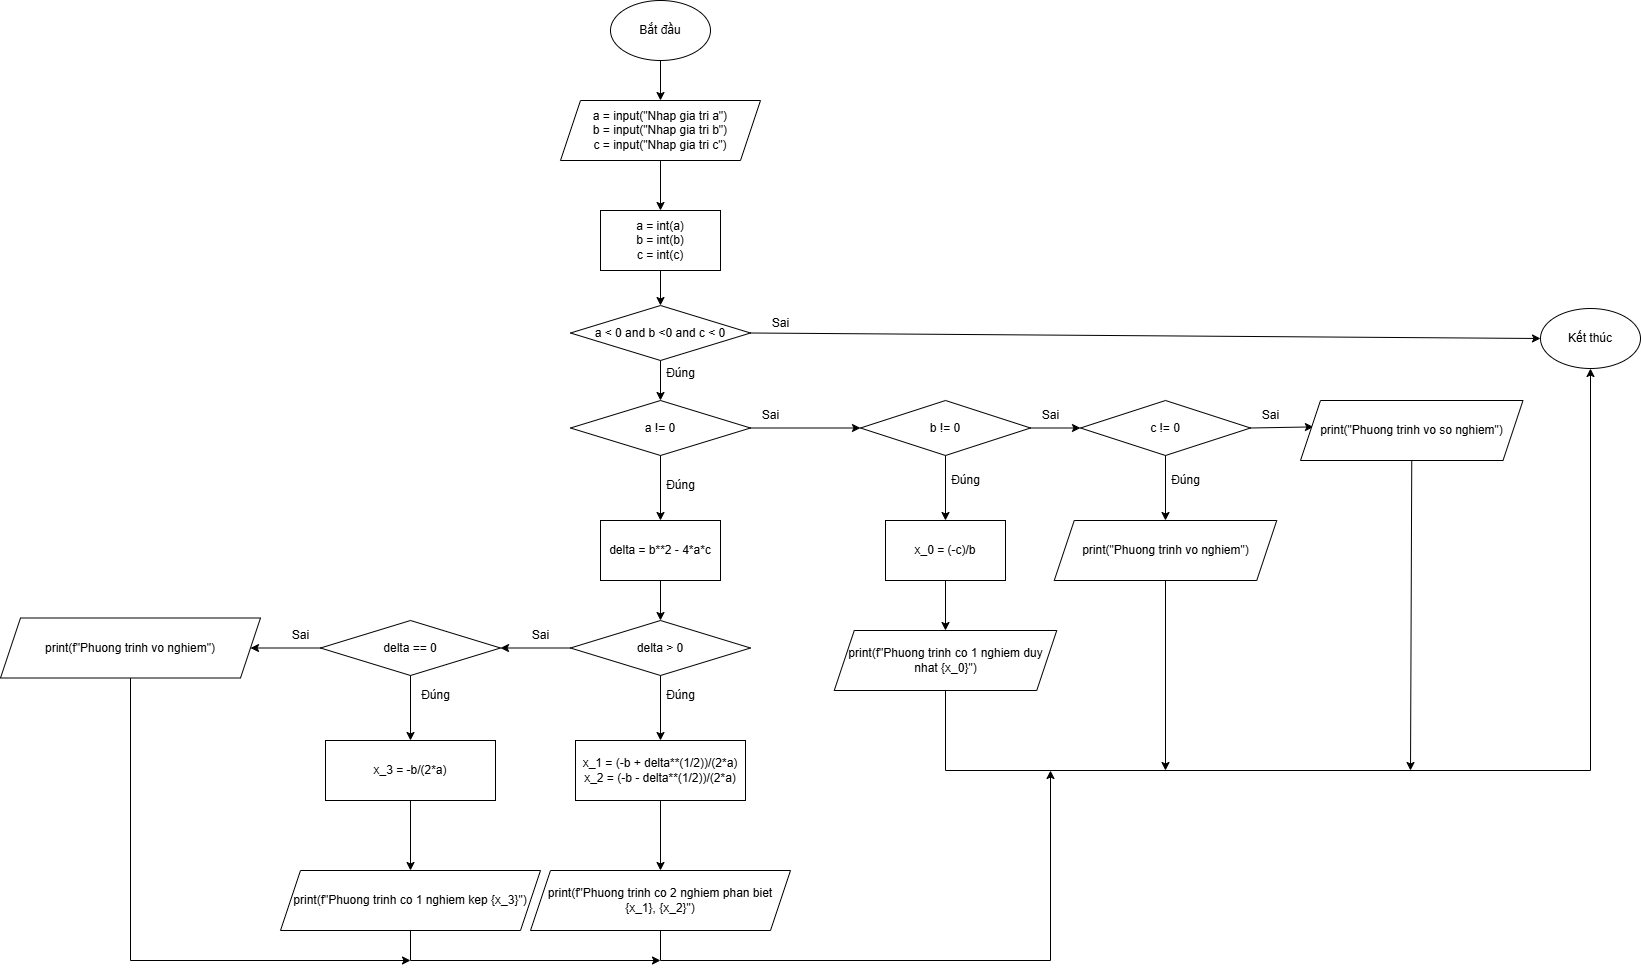 Bắt đầu
a = input("Nhap gia tri a")
b = input("Nhap gia tri b")
c = input("Nhap gia tri c")
a = int(a)
b = int(b)
c = int(c)
a < 0 and b <0 and c < 0
Sai
Kết thúc
Đúng
a != 0
Sai
b != 0
Sai
c != 0
Sai
print("Phuong trinh vo so nghiem")
Đúng
Đúng
Đúng
delta = b**2 - 4*a*c
x_0 = (-c)/b
print("Phuong trinh vo nghiem")
print(f"Phuong trinh vo nghiem")
Sai
delta == 0
Sai
delta > 0
print(f"Phuong trinh co 1 nghiem duy
nhat {x_0}")
Đúng
Đúng
x_3 = -b/(2*a)
x_1 = (-b + delta**(1/2))/(2*a)
x_2 = (-b - delta**(1/2))/(2*a)
print(f"Phuong trinh co 1 nghiem kep {x_3}")
print(f"Phuong trinh co 2 nghiem phan biet
{x_1}, {x_2}")